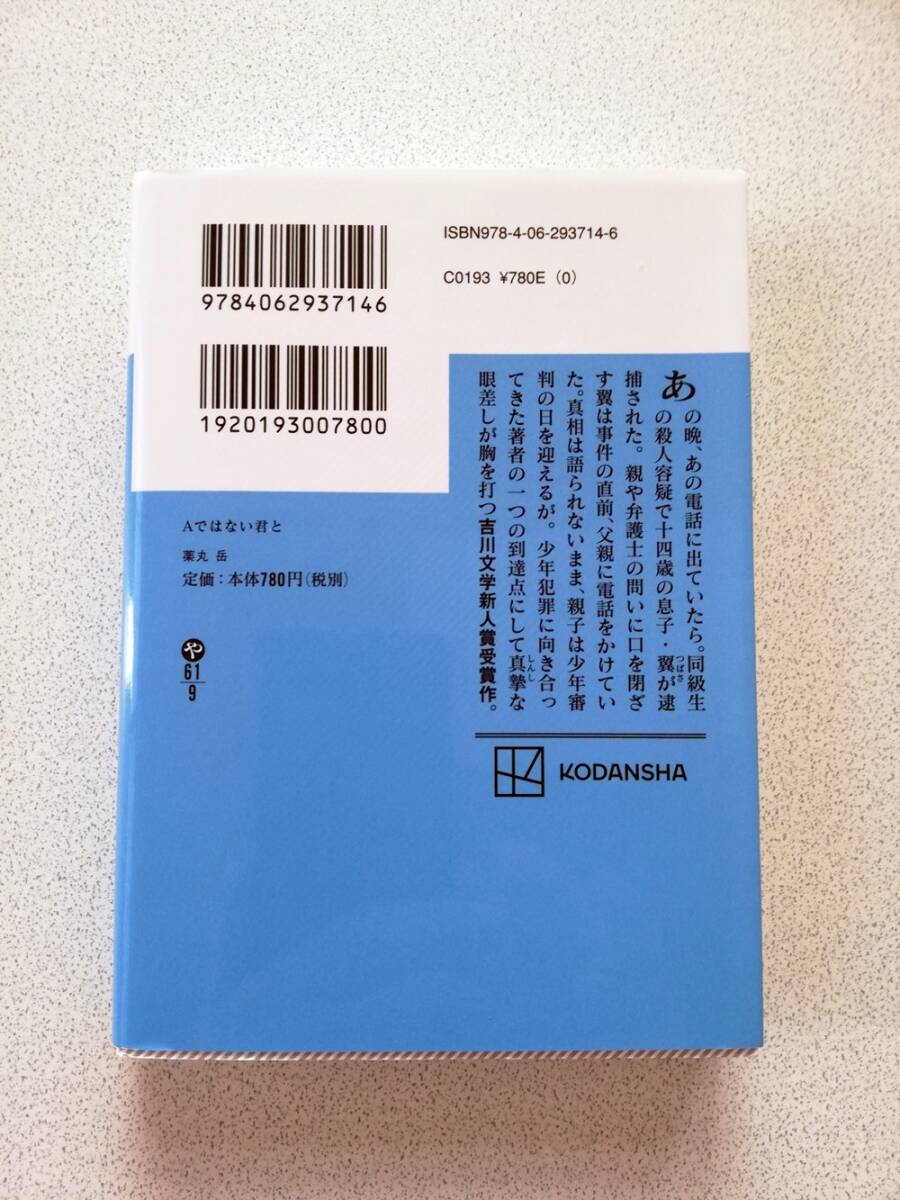 9784062937146
ISBN978-4-06-293714-6
C0193 ¥780E (0)
1920193007800
あの晩、あの電話に出ていたら。同級生
の殺人容疑で十四歳の息子・翼が逮
つばさ
捕された。親や弁護士の問いに口を閉ざ
す翼は事件の直前、父親に電話をかけてい
た。真相は語られないまま、親子は少年審
判の日を迎えるが。少年犯罪に向き合っ
てきた著者の一つの到達点にして真摯な
しんし
眼差しが胸を打つ吉川文学新人賞受賞作。
Aではない君と
薬丸 岳
定価：本体780円（税別）
や
61
9
KODANSHA